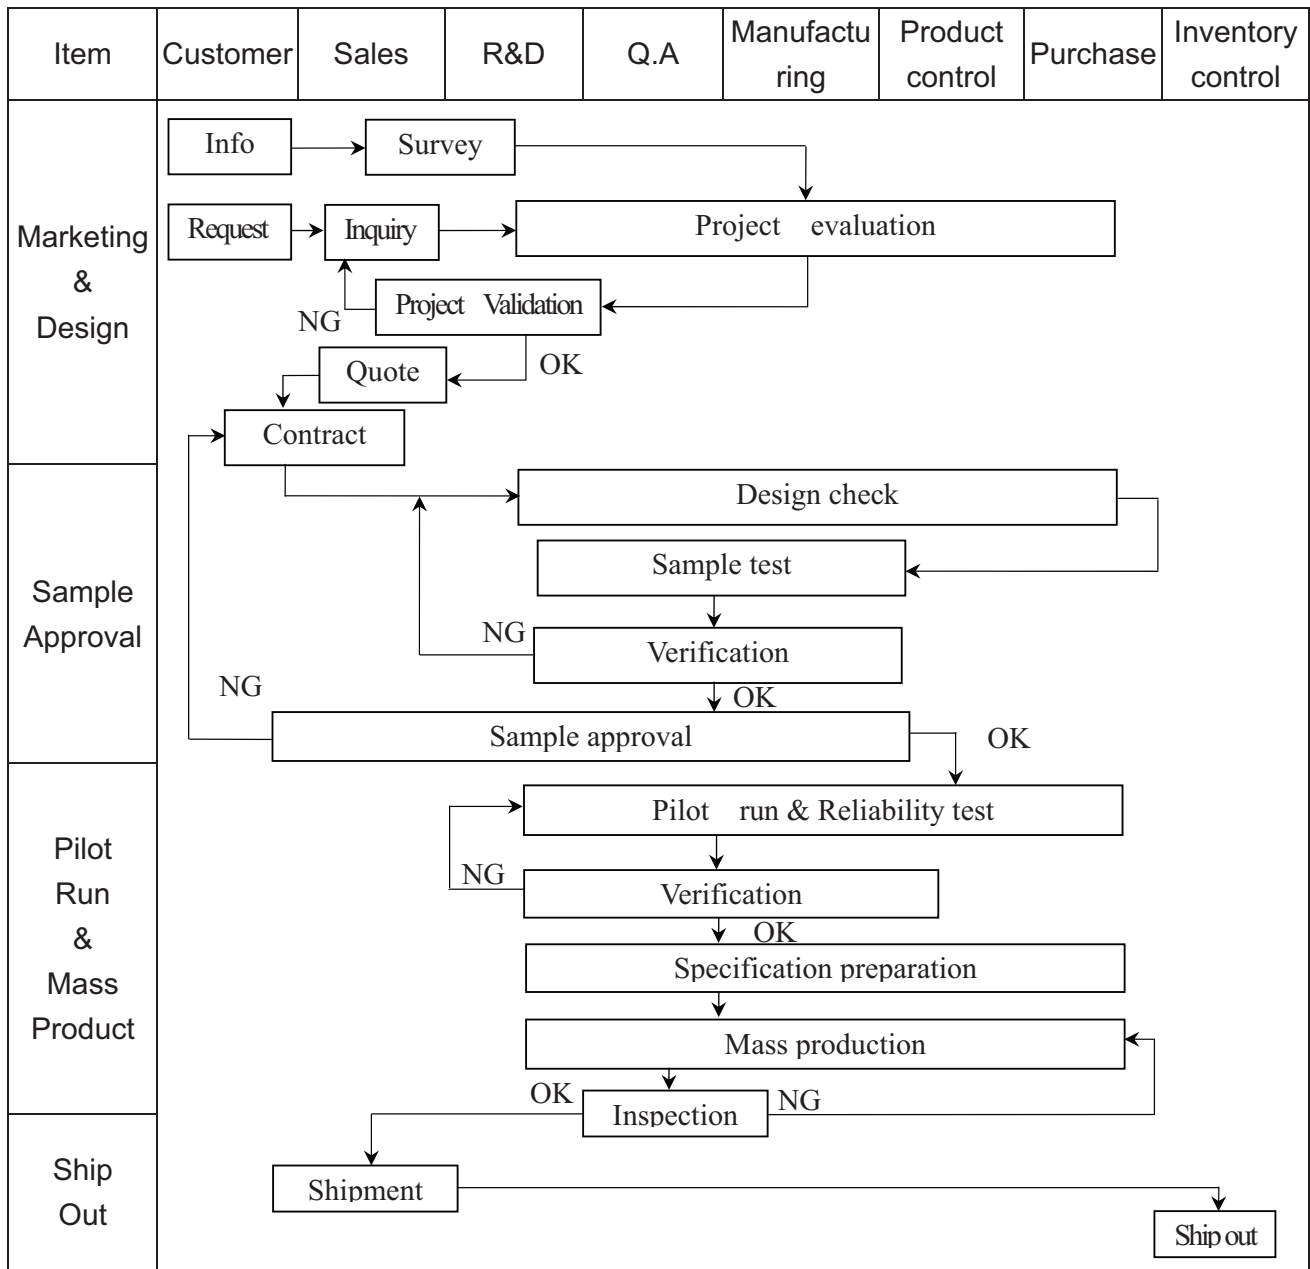 Item
Customer
Sales
R&D
Q.A
Manufactu
ring
Product
control
Purchase
Inventory
control
Marketing
&
Design
Info
Survey
Request
Inquiry
Project evaluation
Project Validation
NG
OK
Quote
Contract
Sample
Approval
Design check
Sample test
NG
Verification
OK
NG
Sample approval
OK
Pilot
Run
&
Mass
Product
Pilot run & Reliability test
NG
Verification
OK
Specification preparation
Mass production
OK
Inspection
NG
Ship
Out
Shipment
Ship out